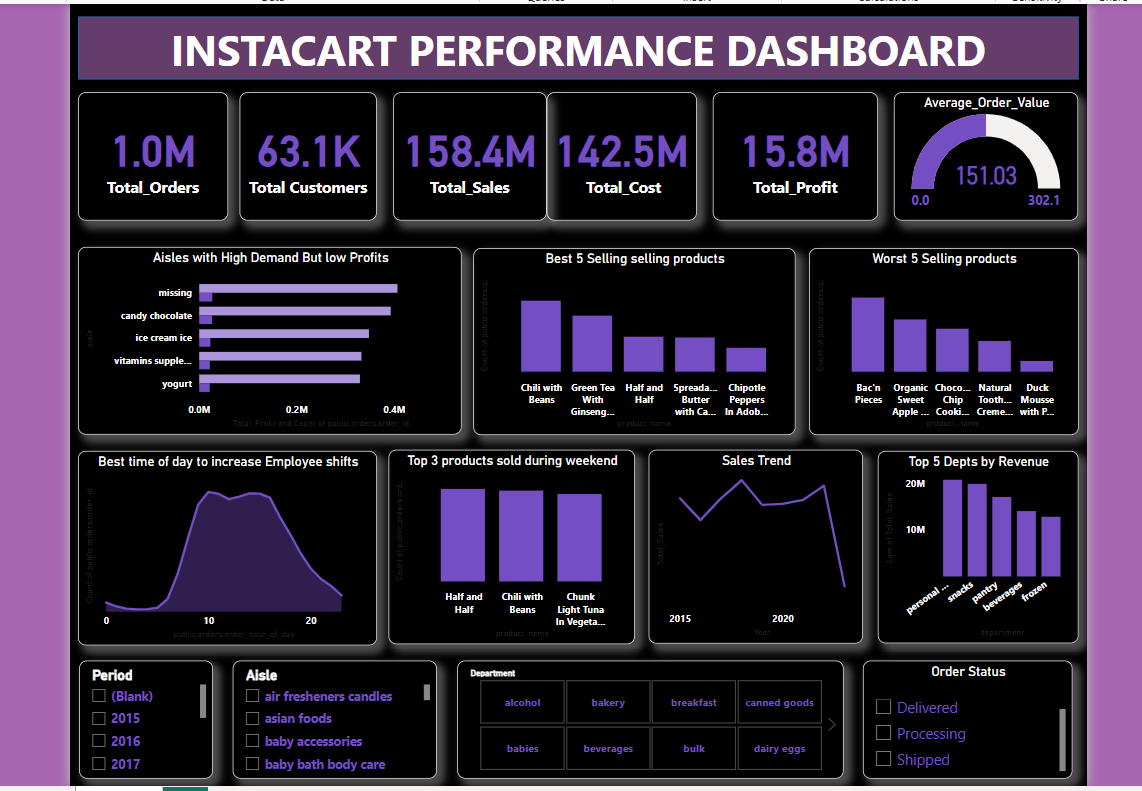 INSTACART PERFORMANCE DASHBOARD
1.0M
Total_Orders
63.1K
Total Customers
158.4M
Total_Sales
142.5M
Total_Cost
15.8M
Total_Profit
Average_Order_Value
151.03
0.0
302.1
Aisles with High Demand But low Profits
aisle
missing
candy chocolate
ice cream ice
vitamins supple...
yogurt
0.0M 0.2M 0.4M
Total_Profit and Count of public.orders.order_id
Best 5 Selling selling products
Count of public.orders.q..
Chili with
Beans
Green Tea
With
Ginseng...
Half and
Half
Spreada...
Butter
with Ca...
Chipotle
Peppers
In Adob...
product_name
Worst 5 Selling products
Count of public.orders.q..
Bac'n
Pieces
Organic
Sweet
Apple ...
Choco...
Chip
Cooki...
Natural
Tooth...
Creme...
Duck
Mousse
with P...
product_name
Best time of day to increase Employee shifts
Count of public.orders.order_id
0 10 20
public.orders.order_hour_of_day
Top 3 products sold during weekend
Count of public.orders.ord..
Half and
Half
Chili with
Beans
Chunk
Light Tuna
In Vegeta...
product_name
Sales Trend
Total_Sales
2015 2020
Year
Top 5 Depts by Revenue
Sum of Total_Sales
20M
10M
personal ...
snacks
pantry
beverages
frozen
department
Period
(Blank)
2015
2016
2017
Aisle
air fresheners candles
asian foods
baby accessories
baby bath body care
Department
alcohol bakery breakfast canned goods
babies beverages bulk dairy eggs
Order Status
Delivered
Processing
Shipped